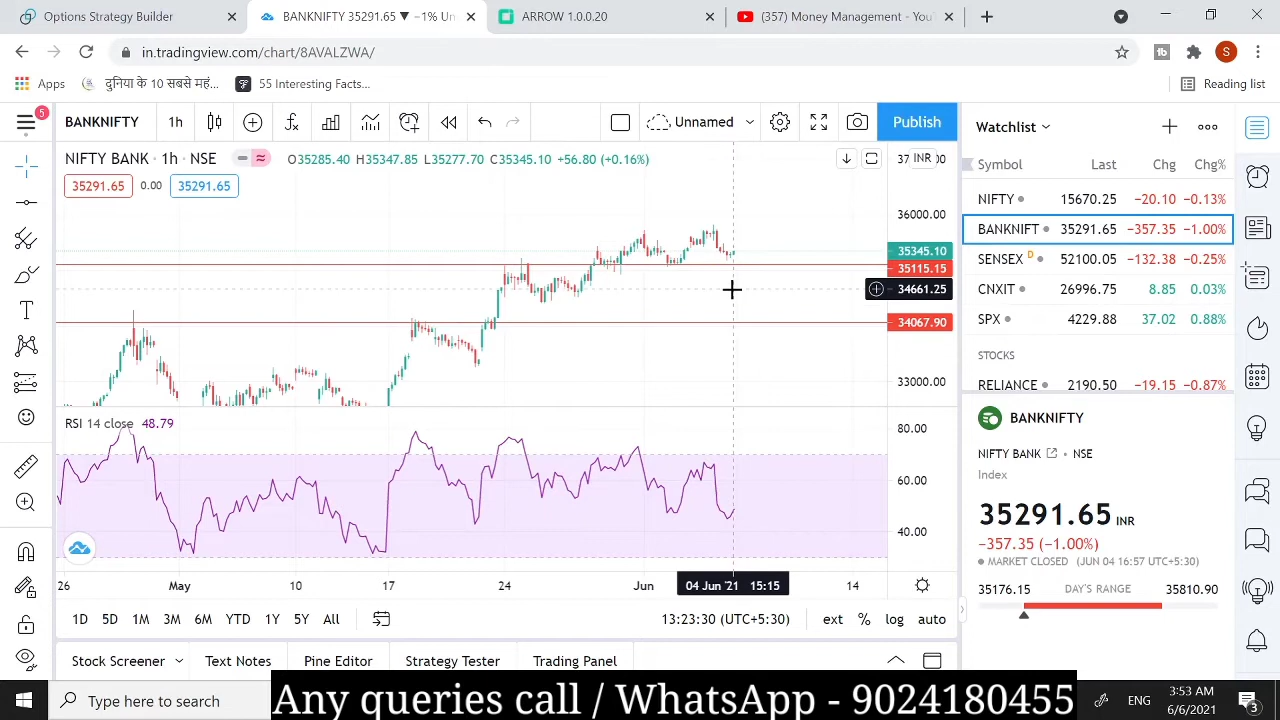 Options Strategy Builder
BANKNIFTY 35291.65 ▼ −1% Un
ARROW 1.0.0.20
(357) Money Management - You
in.tradingview.com/chart/8AVALZWA/
S
Apps
दुनिया के 10 सबसे महं...
55 Interesting Facts...
Reading list
5
BANKNIFTY
1h
Unnamed
Publish
NIFTY BANK · 1h · NSE
O35285.40 H35347.85 L35277.70 C35345.10 +56.80 (+0.16%)
INR
35291.65
0.00
35291.65
36000.00
35345.10
35115.15
34661.25
34067.90
33000.00
RSI 14 close 48.79
80.00
60.00
40.00
26
May
10
17
24
Jun
04 Jun '21 15:15
14
1D 5D 1M 3M 6M YTD 1Y 5Y All
13:23:30 (UTC+5:30)
ext % log auto
Stock Screener
Text Notes
Pine Editor
Strategy Tester
Trading Panel
Watchlist
Symbol Last Chg Chg%
NIFTY 15670.25 −20.10 −0.13%
BANKNIFT 35291.65 −357.35 −1.00%
SENSEX D 52100.05 −132.38 −0.25%
CNXIT 26996.75 8.85 0.03%
SPX 4229.88 37.02 0.88%
STOCKS
RELIANCE 2190.50 −19.15 −0.87%
BANKNIFTY
NIFTY BANK • NSE
Index
35291.65 INR
−357.35 (−1.00%)
MARKET CLOSED (JUN 04 16:57 UTC+5:30)
35176.15 DAY'S RANGE 35810.90
Type here to search
Any queries call / WhatsApp - 9024180455
ENG
3:53 AM
6/6/2021
3